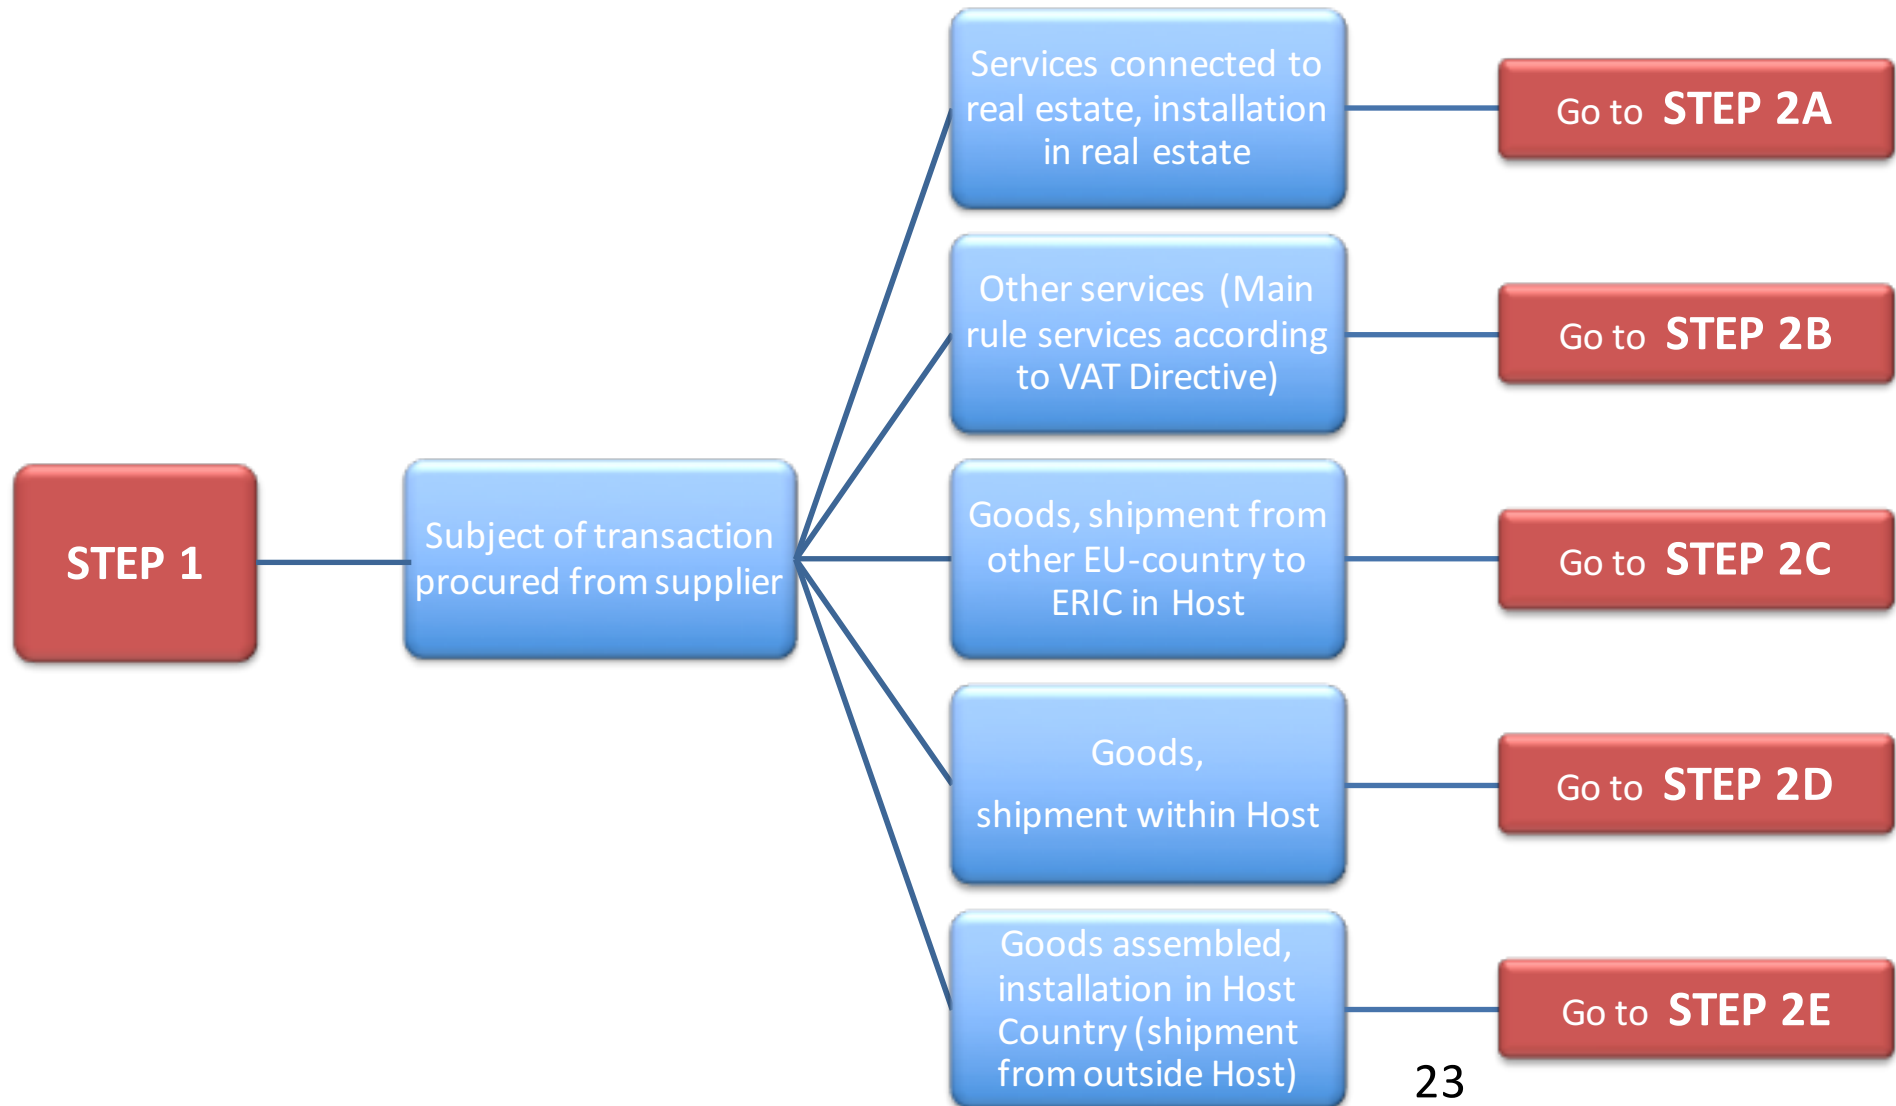 STEP 1
Subject of transaction
procured from supplier
Services connected to
real estate, installation
in real estate
Go to STEP 2A
Other services (Main
rule services according
to VAT Directive)
Go to STEP 2B
Goods, shipment from
other EU-country to
ERIC in Host
Go to STEP 2C
Goods,
shipment within Host
Go to STEP 2D
Goods assembled,
installation in Host
Country (shipment
from outside Host)
Go to STEP 2E
23